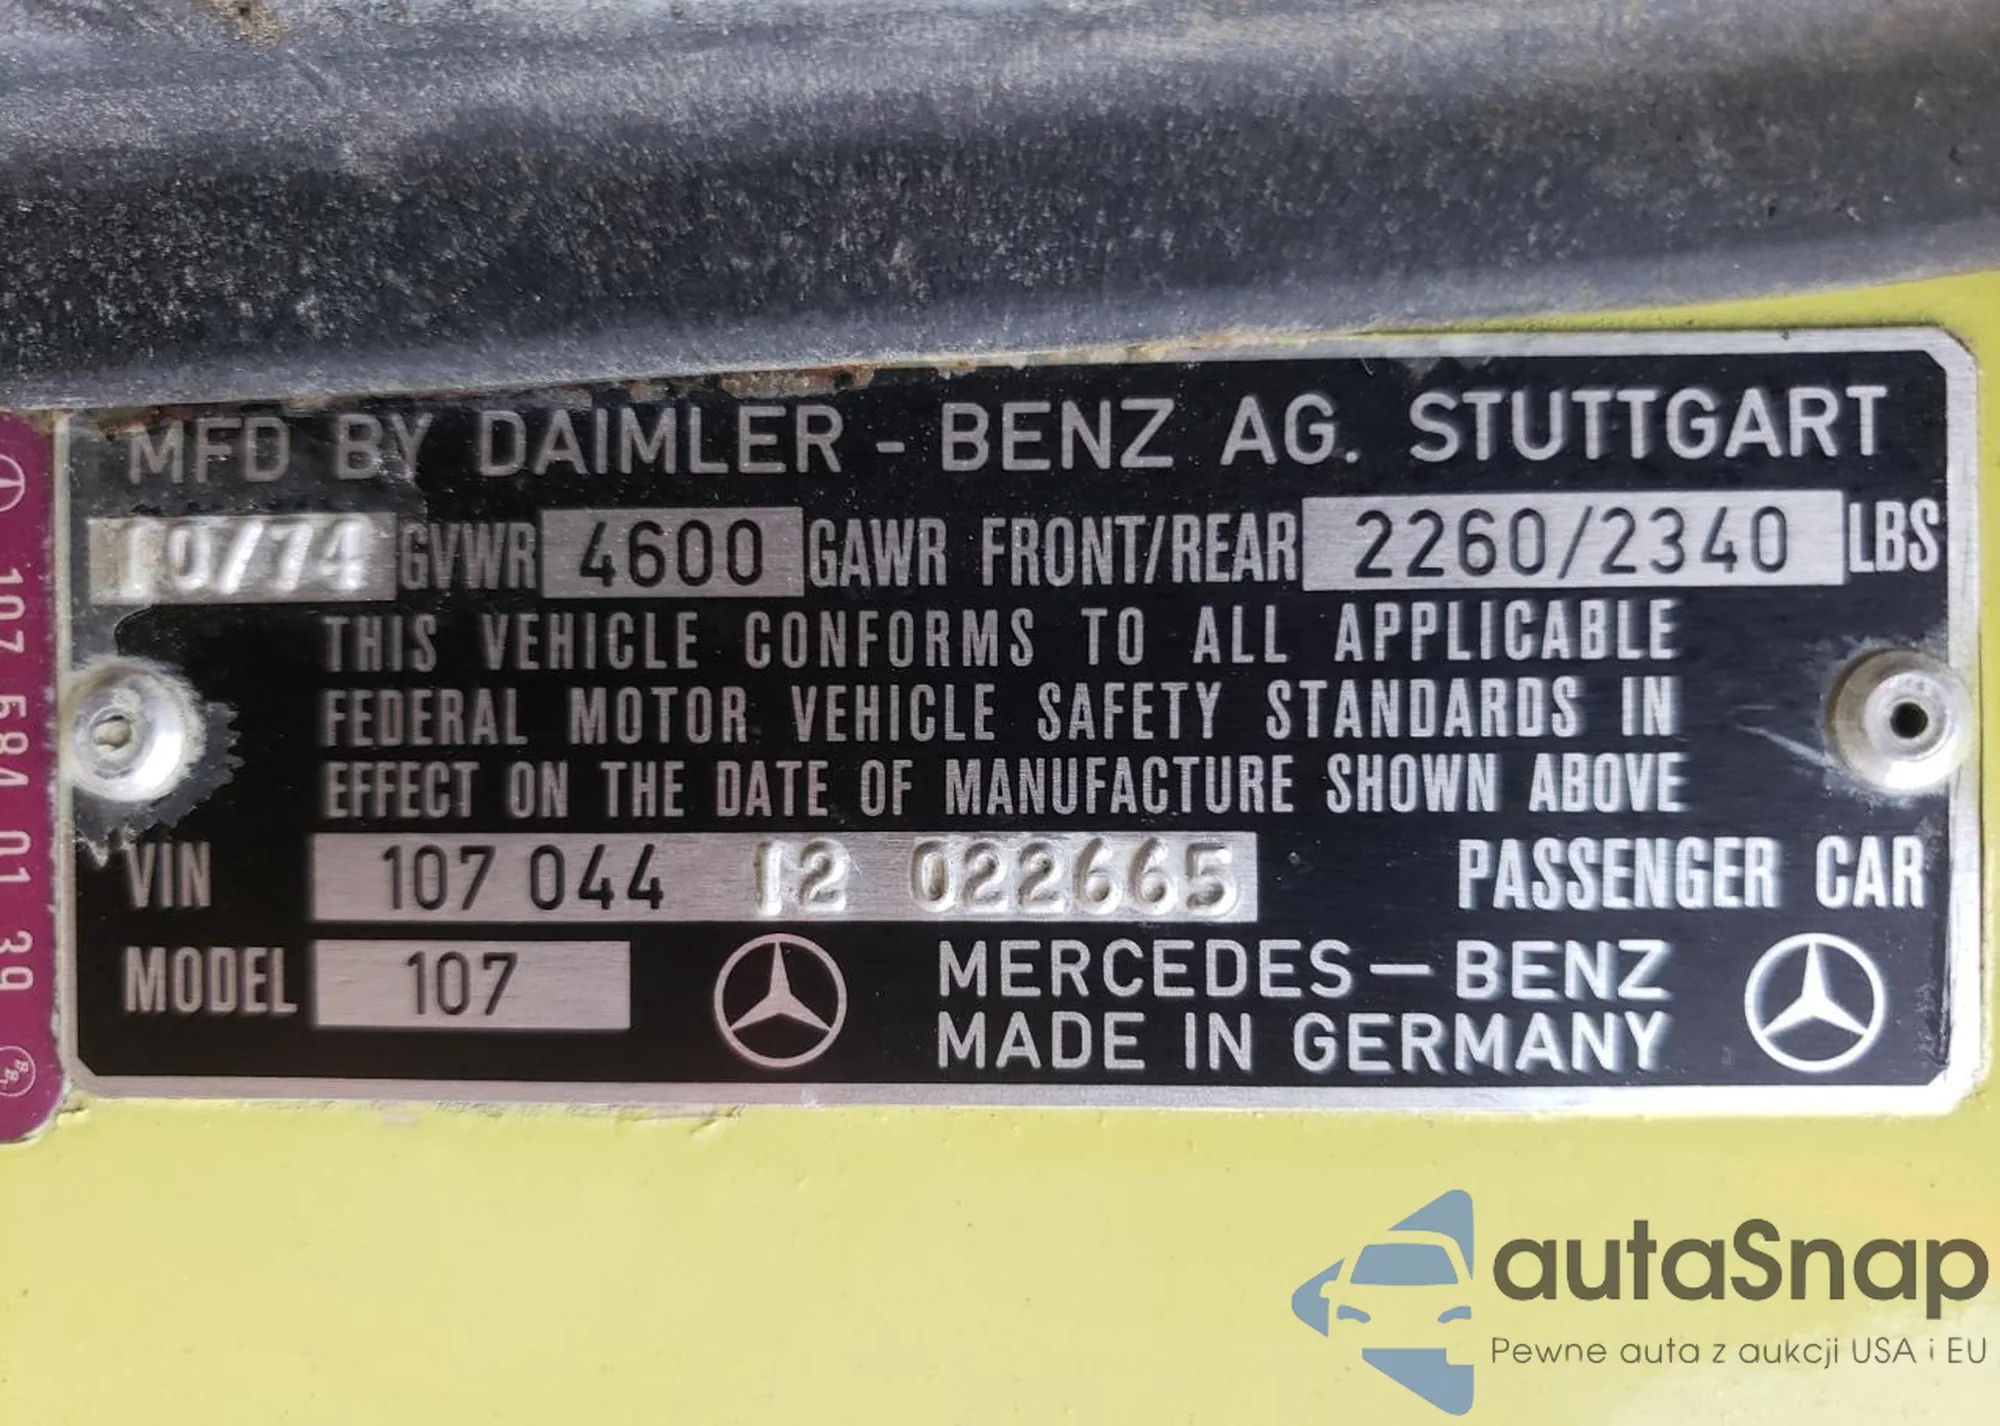 MFD BY DAIMLER - BENZ AG. STUTTGART
10/74 GVWR 4600 GAWR FRONT/REAR 2260/2340 LBS
THIS VEHICLE CONFORMS TO ALL APPLICABLE
FEDERAL MOTOR VEHICLE SAFETY STANDARDS IN
EFFECT ON THE DATE OF MANUFACTURE SHOWN ABOVE
VIN 107 044 12 022665 PASSENGER CAR
MODEL 107 MERCEDES-BENZ
MADE IN GERMANY
107 584 01 39
autaSnap
Pewne auta z aukcji USA i EU